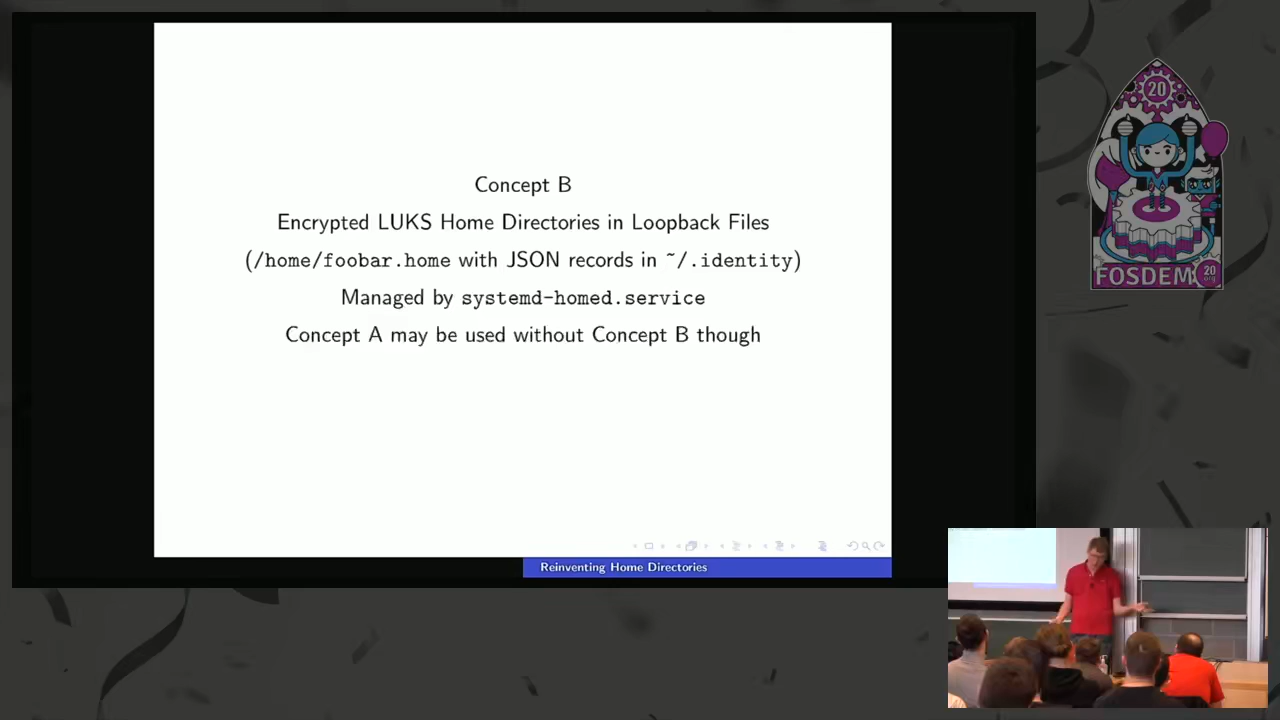 Concept B
Encrypted LUKS Home Directories in Loopback Files
(/home/foobar.home with JSON records in ~/.identity)
Managed by systemd-homed.service
Concept A may be used without Concept B though
Reinventing Home Directories
20
FOSDEM
20
.org